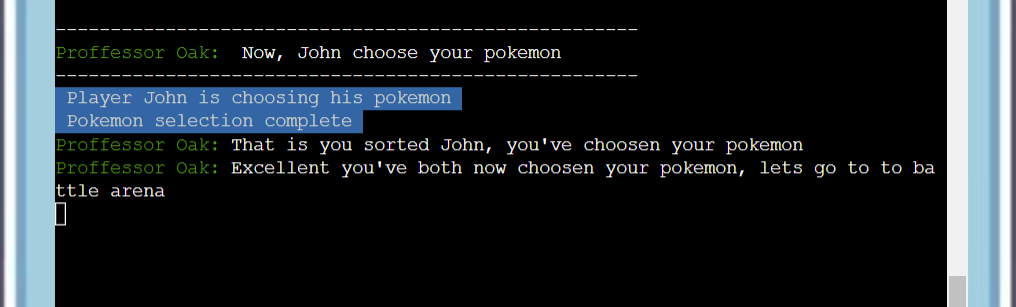 -----------------------------------------------------
Proffessor Oak:  Now, John choose your pokemon
-----------------------------------------------------
Player John is choosing his pokemon
Pokemon selection complete
Proffessor Oak: That is you sorted John, you've choosen your pokemon
Proffessor Oak: Excellent you've both now choosen your pokemon, lets go to to ba
ttle arena